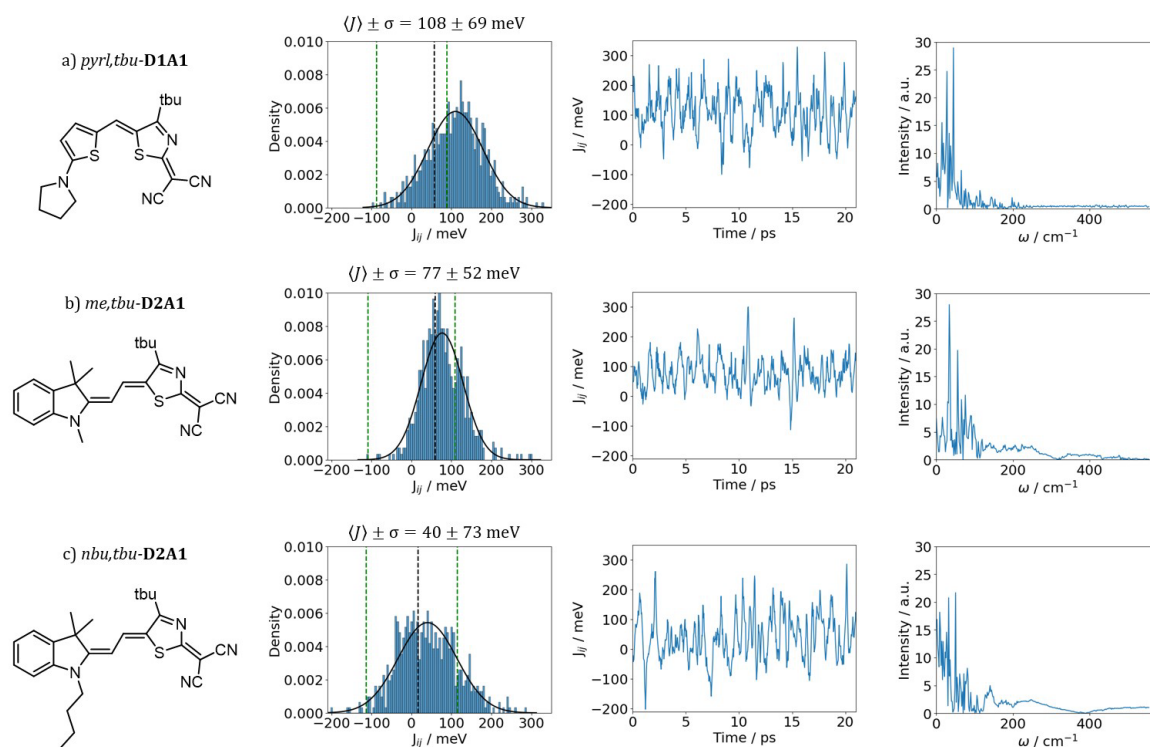 ⟨J⟩ ± σ = 108 ± 69 meV
a) pyrl,tbu-D1A1
tbu
N
S
S
N
CN
NC
0.010
0.008
0.006
0.004
0.002
0.000
Density
−200
−100
0
100
200
300
J_ij / meV
300
200
100
0
−100
−200
J_ij / meV
0
5
10
15
20
Time / ps
30
25
20
15
10
5
0
Intensity / a.u.
0
200
400
ω / cm⁻¹
⟨J⟩ ± σ = 77 ± 52 meV
b) me,tbu-D2A1
tbu
N
S
N
CN
NC
0.010
0.008
0.006
0.004
0.002
0.000
Density
−200
−100
0
100
200
300
J_ij / meV
300
200
100
0
−100
−200
J_ij / meV
0
5
10
15
20
Time / ps
30
25
20
15
10
5
0
Intensity / a.u.
0
200
400
ω / cm⁻¹
⟨J⟩ ± σ = 40 ± 73 meV
c) nbu,tbu-D2A1
tbu
N
S
N
CN
NC
0.010
0.008
0.006
0.004
0.002
0.000
Density
−200
−100
0
100
200
300
J_ij / meV
300
200
100
0
−100
−200
J_ij / meV
0
5
10
15
20
Time / ps
30
25
20
15
10
5
0
Intensity / a.u.
0
200
400
ω / cm⁻¹